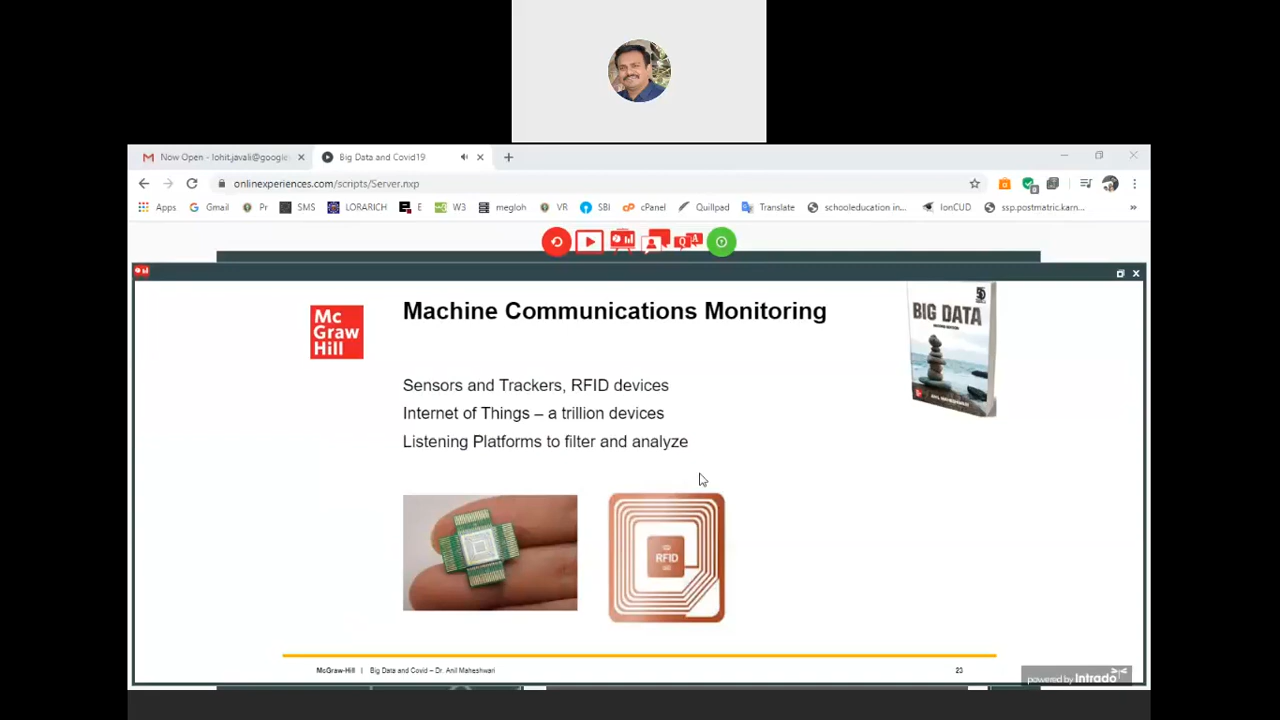 Now Open - lohit.javali@google
Big Data and Covid19
onlinexperiences.com/scripts/Server.nxp
Apps
Gmail
Pr
SMS
LORARICH
E
W3
megloh
VR
SBI
cPanel
Quillpad
Translate
schooleducation in...
IonCUD
ssp.postmatric.karn...
»
Q A
Mc
Graw
Hill
Machine Communications Monitoring
BIG DATA
Sensors and Trackers, RFID devices
Internet of Things – a trillion devices
Listening Platforms to filter and analyze
RFID
McGraw-Hill | Big Data and Covid – Dr. Anil Maheshwari
23
powered by Intrado